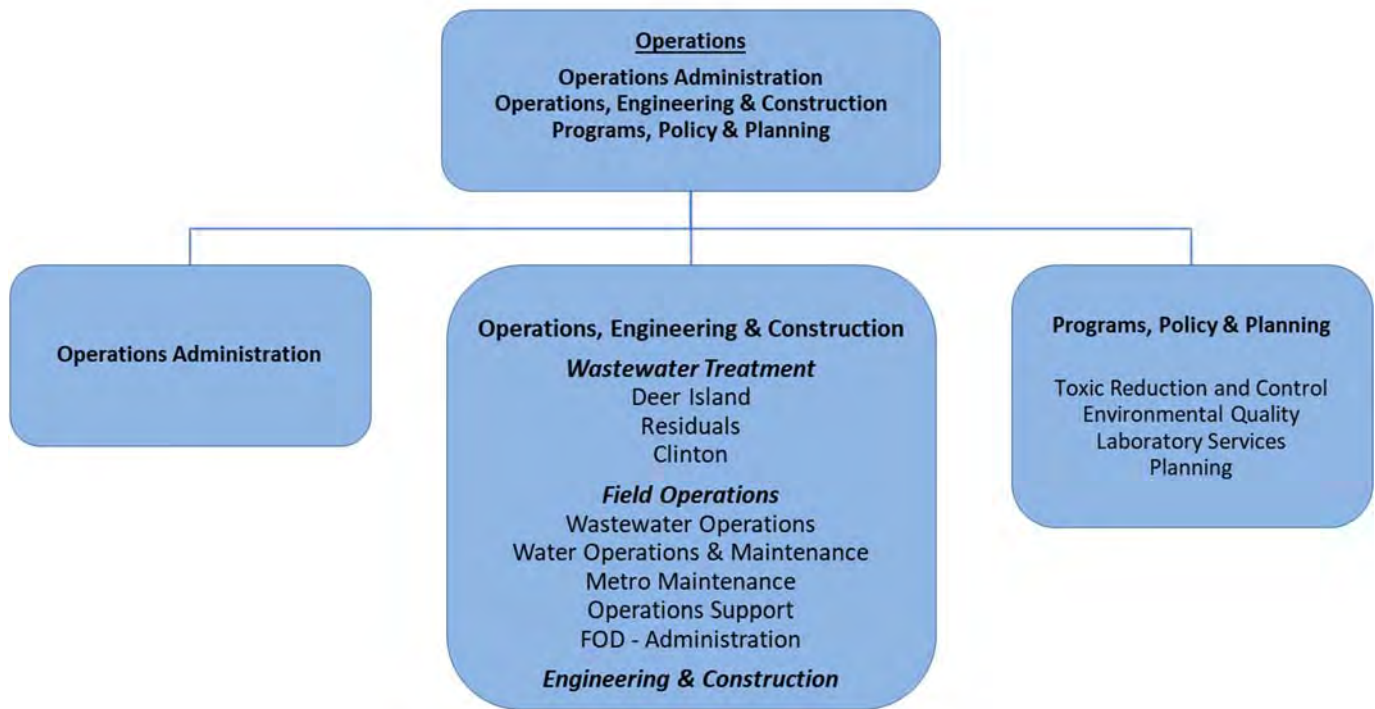 Operations
Operations Administration
Operations, Engineering & Construction
Programs, Policy & Planning
Operations Administration
Operations, Engineering & Construction
Wastewater Treatment
Deer Island
Residuals
Clinton
Field Operations
Wastewater Operations
Water Operations & Maintenance
Metro Maintenance
Operations Support
FOD - Administration
Engineering & Construction
Programs, Policy & Planning
Toxic Reduction and Control
Environmental Quality
Laboratory Services
Planning